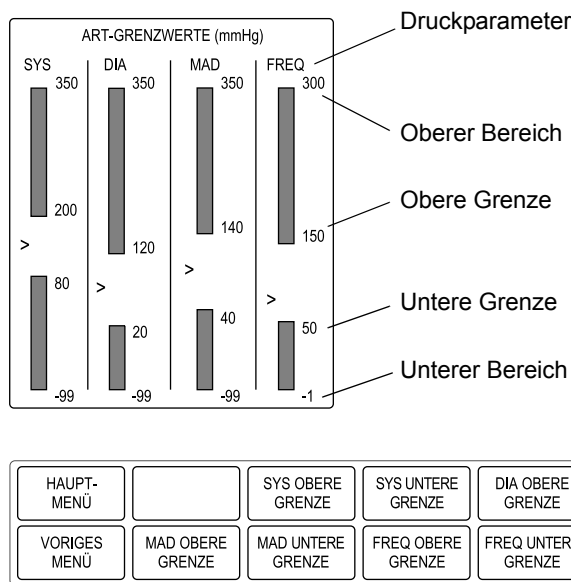 Druckparameter
ART-GRENZWERTE (mmHg)
SYS DIA MAD FREQ
350 350 350 300
Oberer Bereich
200
Obere Grenze
140
150
120
>
>
80
>
>
Untere Grenze
40
50
20
Unterer Bereich
-99 -99 -99 -1
HAUPT-
MENÜ
SYS OBERE
GRENZE
SYS UNTERE
GRENZE
DIA OBERE
GRENZE
VORIGES
MENÜ
MAD OBERE
GRENZE
MAD UNTERE
GRENZE
FREQ OBERE
GRENZE
FREQ UNTERE
GRENZE